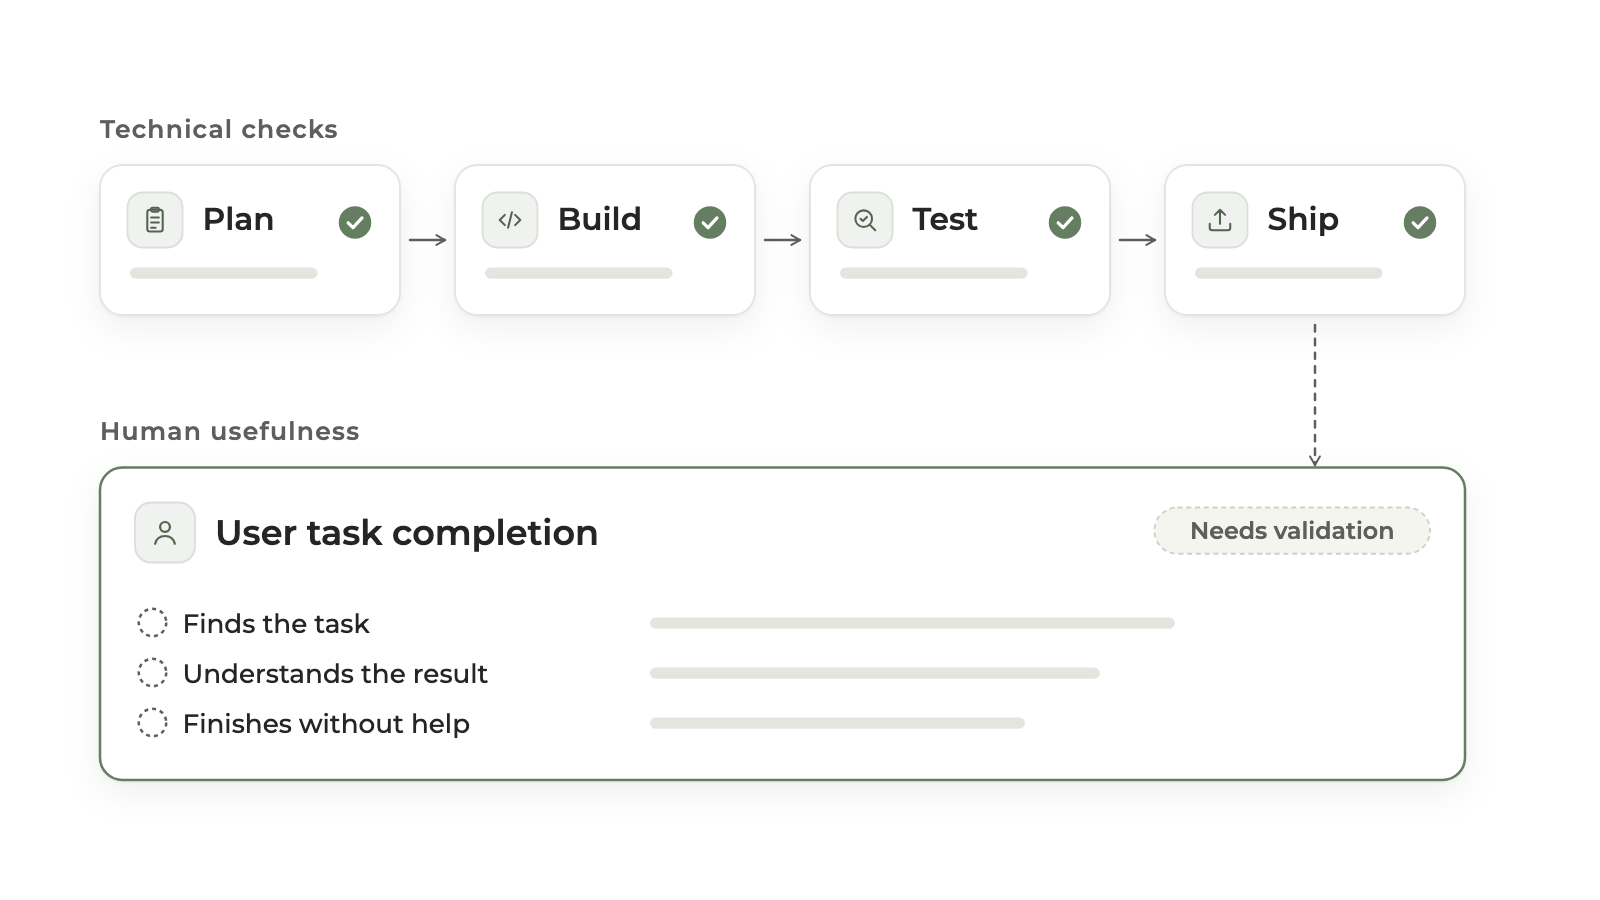 Technical checks
Plan
Build
Test
Ship
Human usefulness
User task completion
Needs validation
Finds the task
Understands the result
Finishes without help